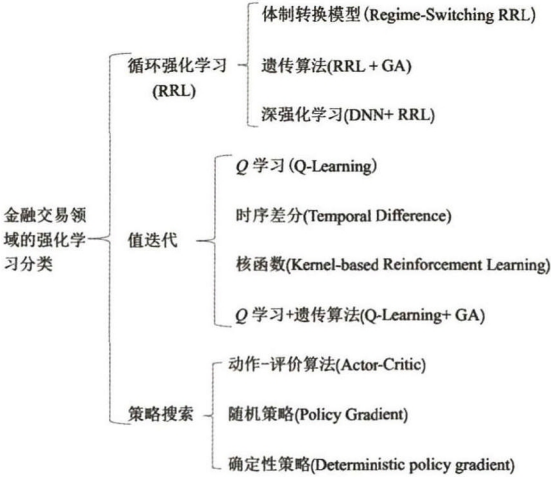 金融交易领
域的强化学
习分类
循环强化学习
(RRL)
体制转换模型(Regime-Switching RRL)
遗传算法(RRL + GA)
深强化学习(DNN+ RRL)
值迭代
Q 学习(Q-Learning)
时序差分(Temporal Difference)
核函数(Kernel-based Reinforcement Learning)
Q 学习+遗传算法(Q-Learning+ GA)
策略搜索
动作-评价算法(Actor-Critic)
随机策略(Policy Gradient)
确定性策略(Deterministic policy gradient)